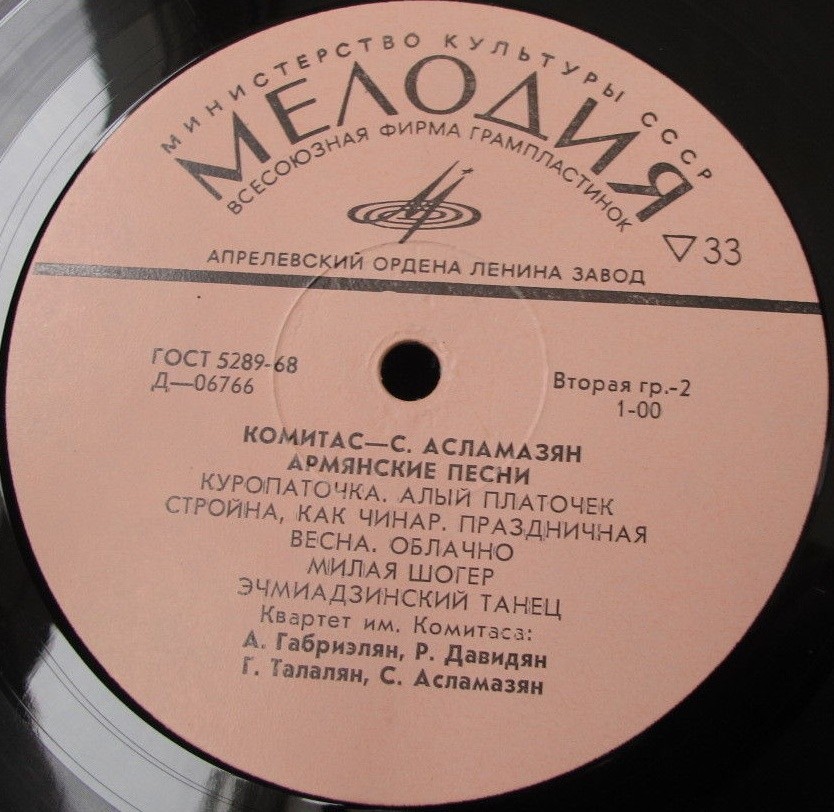 МИНИСТЕРСТВО КУЛЬТУРЫ СССР
МЕЛОДИЯ
ВСЕСОЮЗНАЯ ФИРМА ГРАМПЛАСТИНОК
▽33
АПРЕЛЕВСКИЙ ОРДЕНА ЛЕНИНА ЗАВОД
ГОСТ 5289-68
Д—06766
Вторая гр.-2
1-00
КОМИТАС—С. АСЛАМАЗЯН
АРМЯНСКИЕ ПЕСНИ
КУРОПАТОЧКА. АЛЫЙ ПЛАТОЧЕК
СТРОЙНА, КАК ЧИНАР. ПРАЗДНИЧНАЯ
ВЕСНА. ОБЛАЧНО
МИЛАЯ ШОГЕР
ЭЧМИАДЗИНСКИЙ ТАНЕЦ
Квартет им. Комитаса:
А. Габриэлян, Р. Давидян
Г. Талалян, С. Асламазян